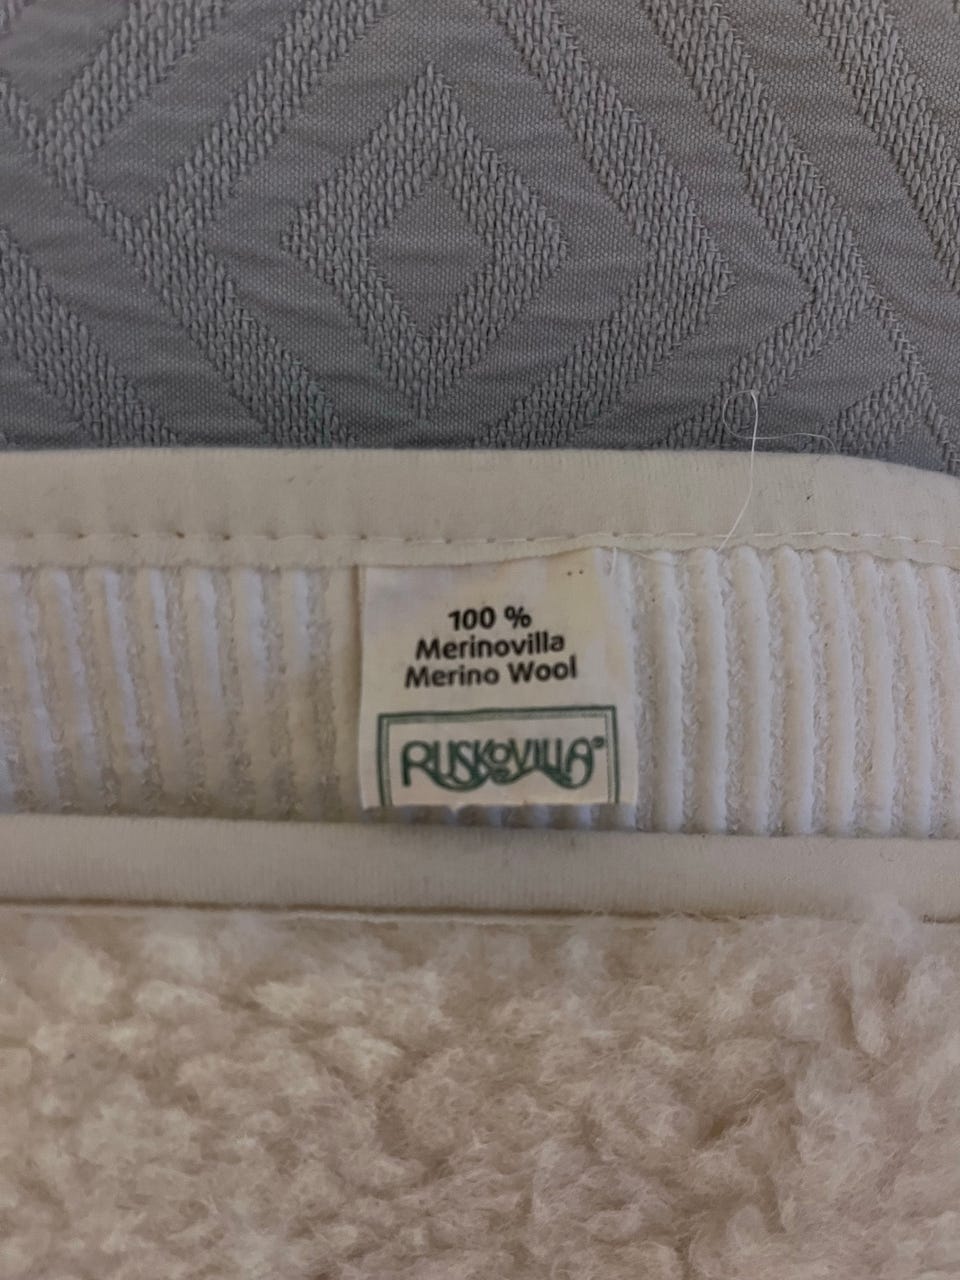 100 %
Merinovilla
Merino Wool
RUSKOVILLA®